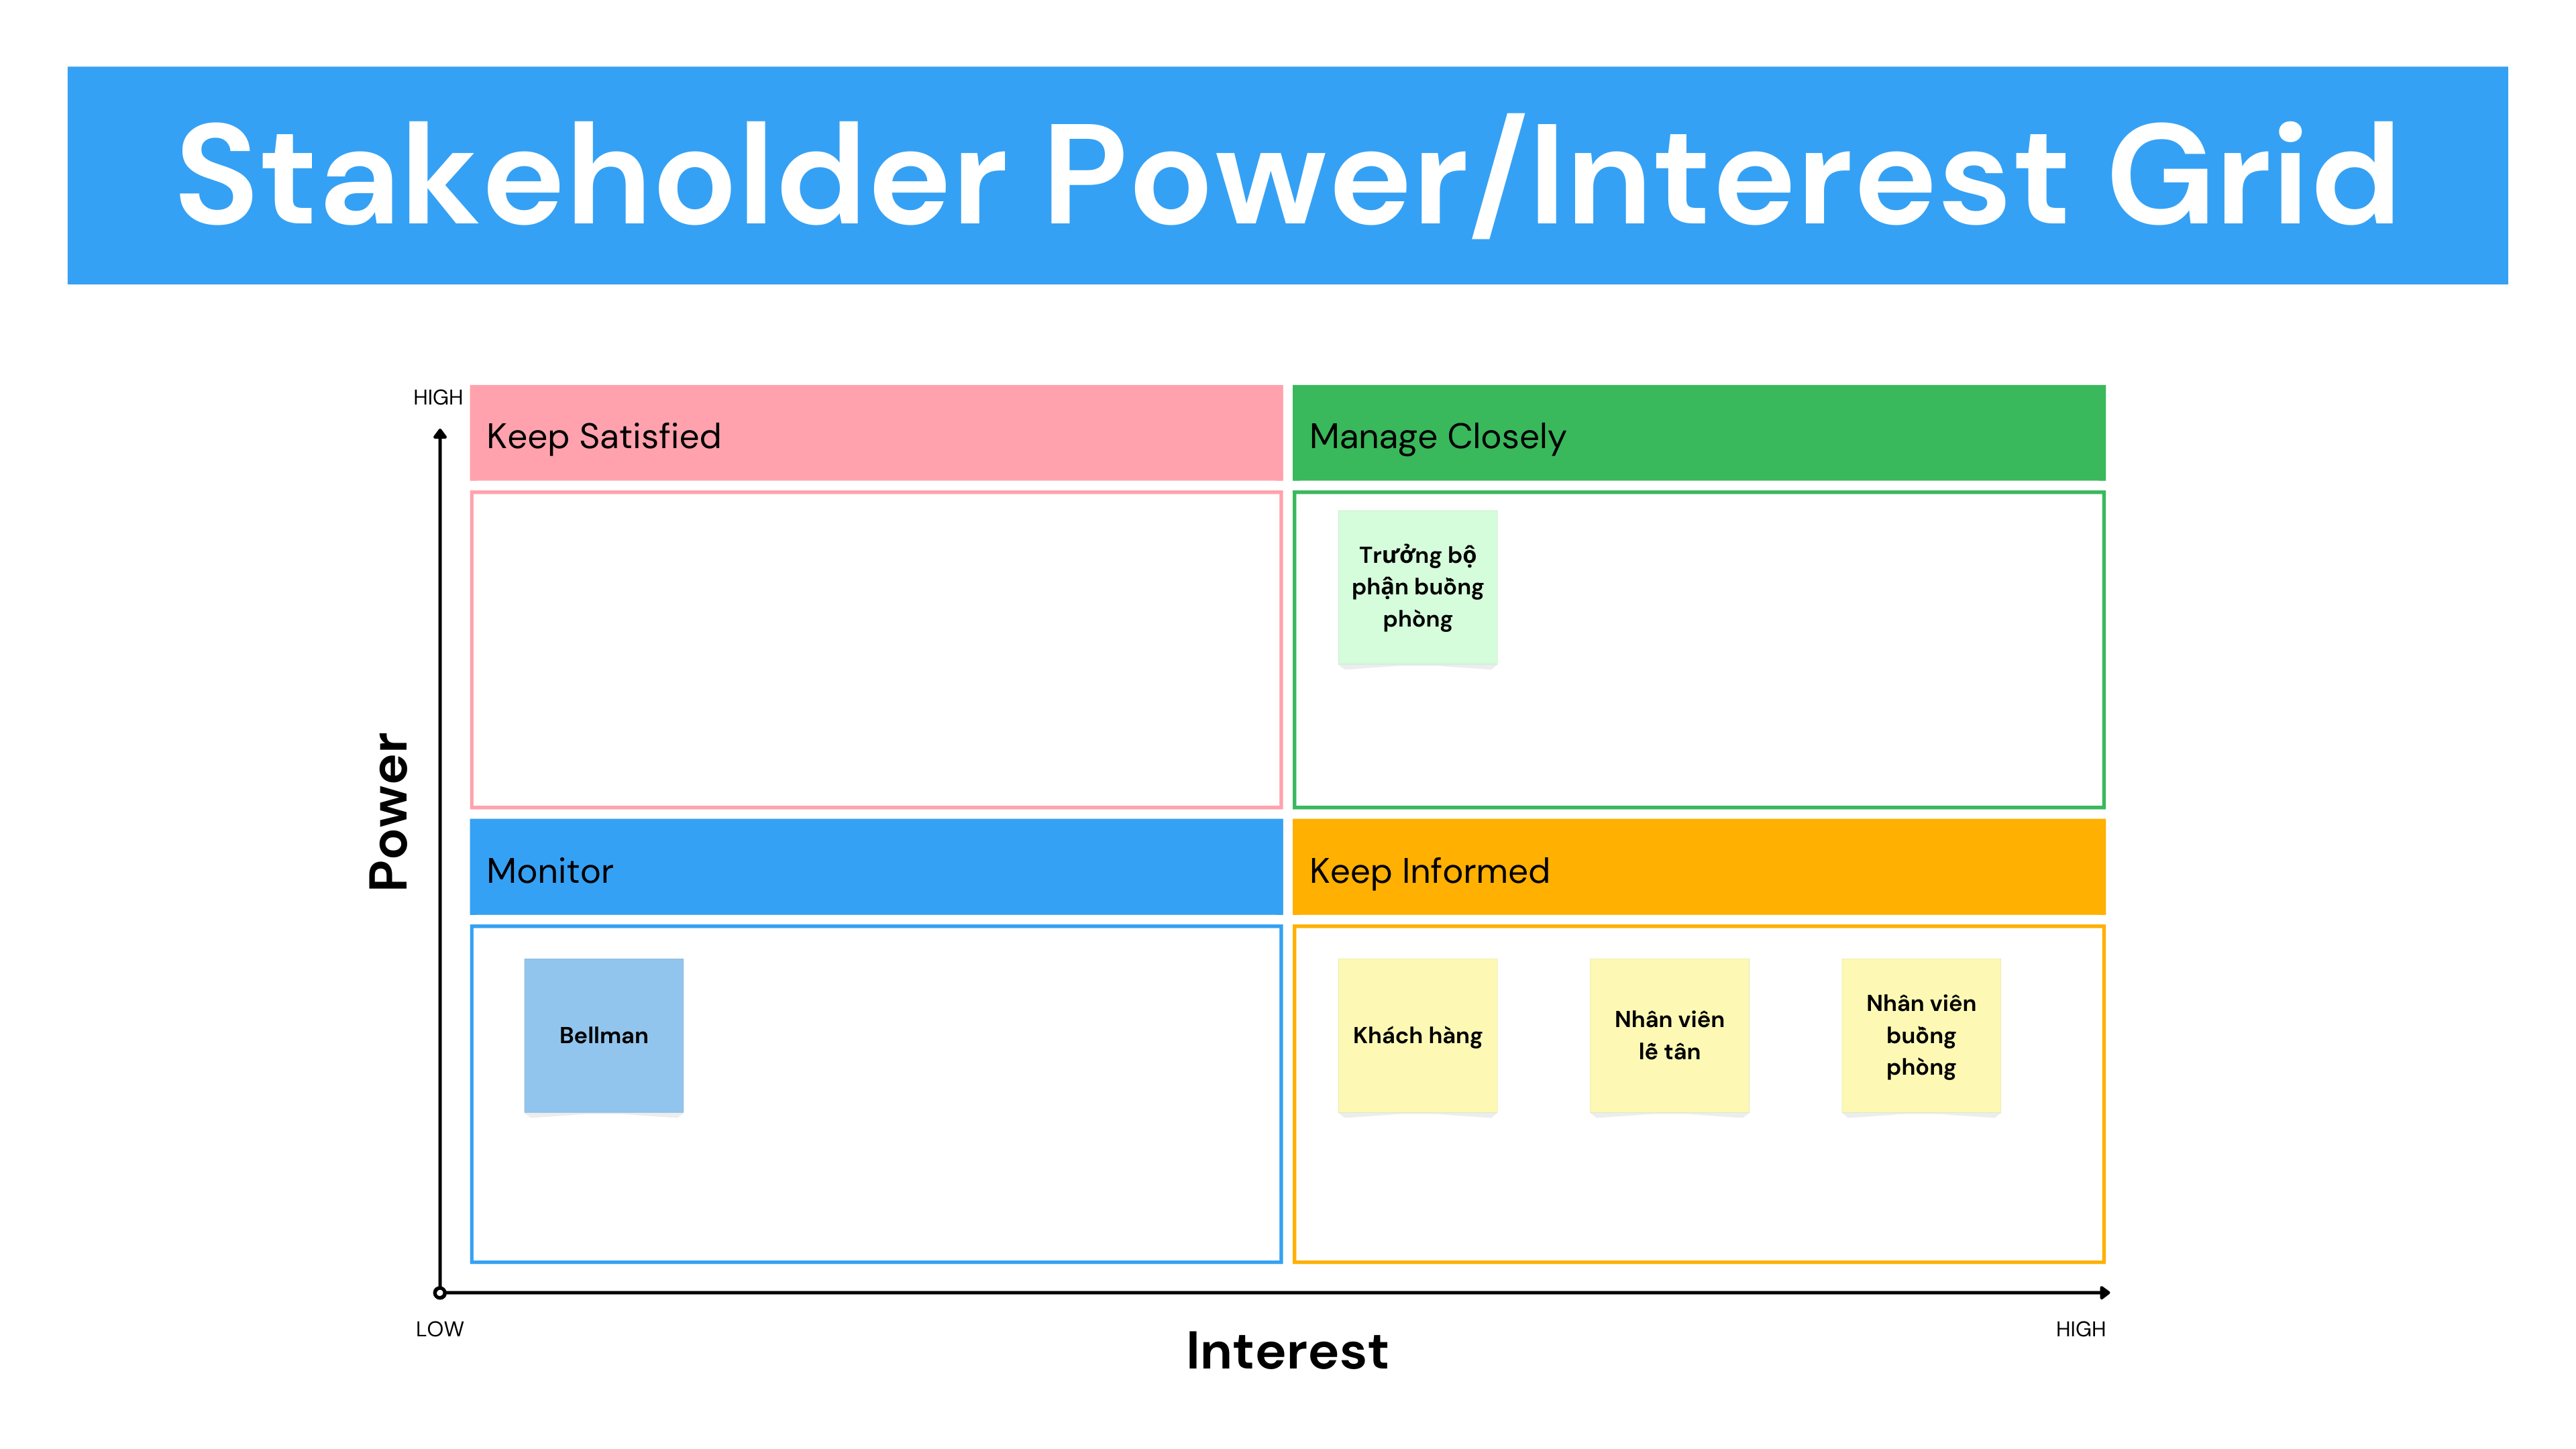 Stakeholder Power/Interest Grid
HIGH
Keep Satisfied
Manage Closely
Trưởng bộ
phận buồng
phòng
Power
Monitor
Keep Informed
Bellman
Khách hàng
Nhân viên
lễ tân
Nhân viên
buồng
phòng
LOW
Interest
HIGH